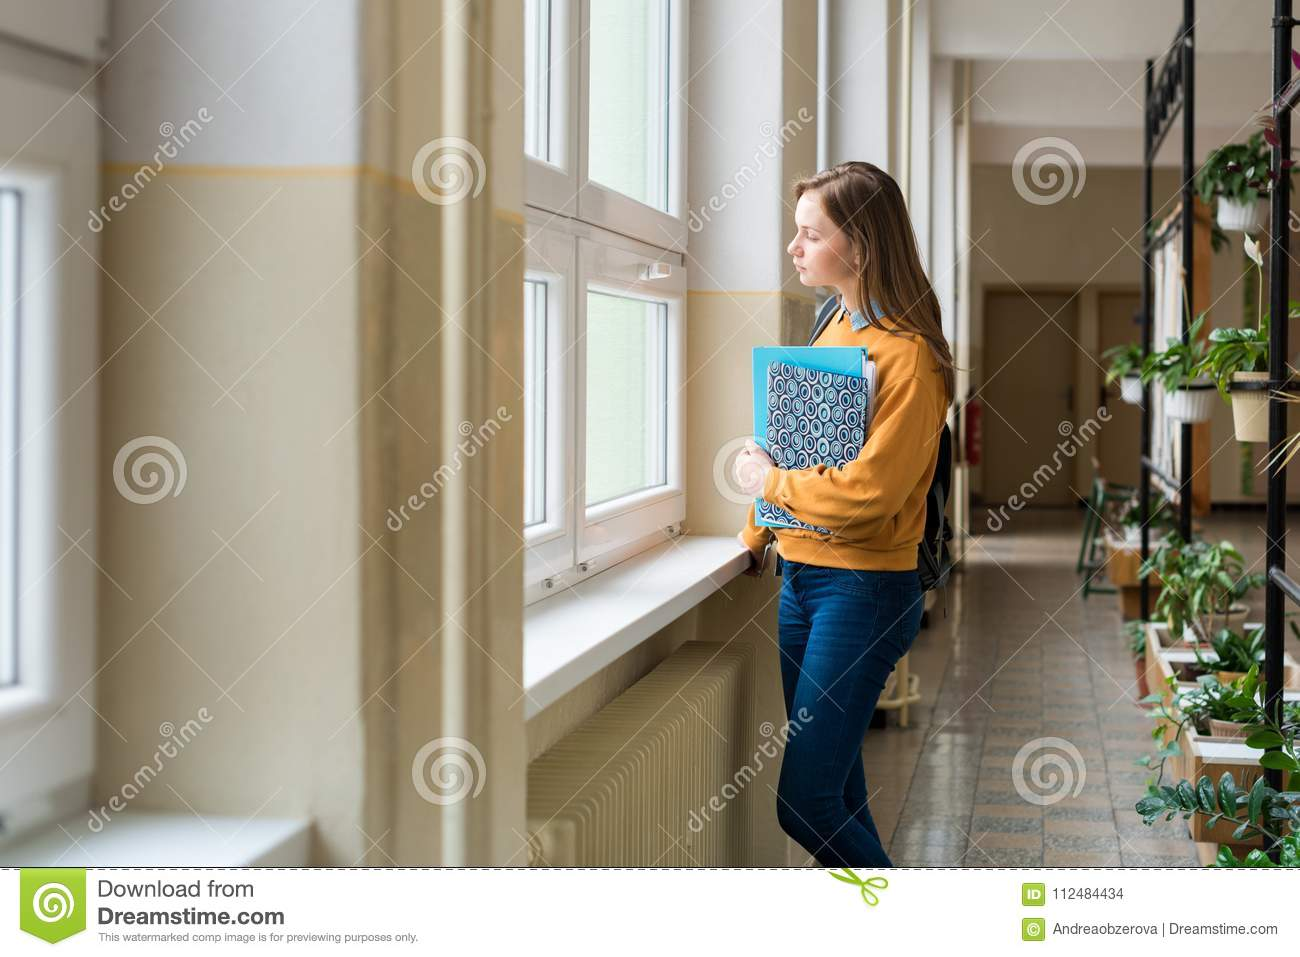 dreamstime
dreamstime
dreamstime
dreamstime
dreamstime
dreamstime
dreamstime
dreamstime
Download from
Dreamstime.com
This watermarked comp image is for previewing purposes only.
ID 112484434
© Andreaobzerova | Dreamstime.com